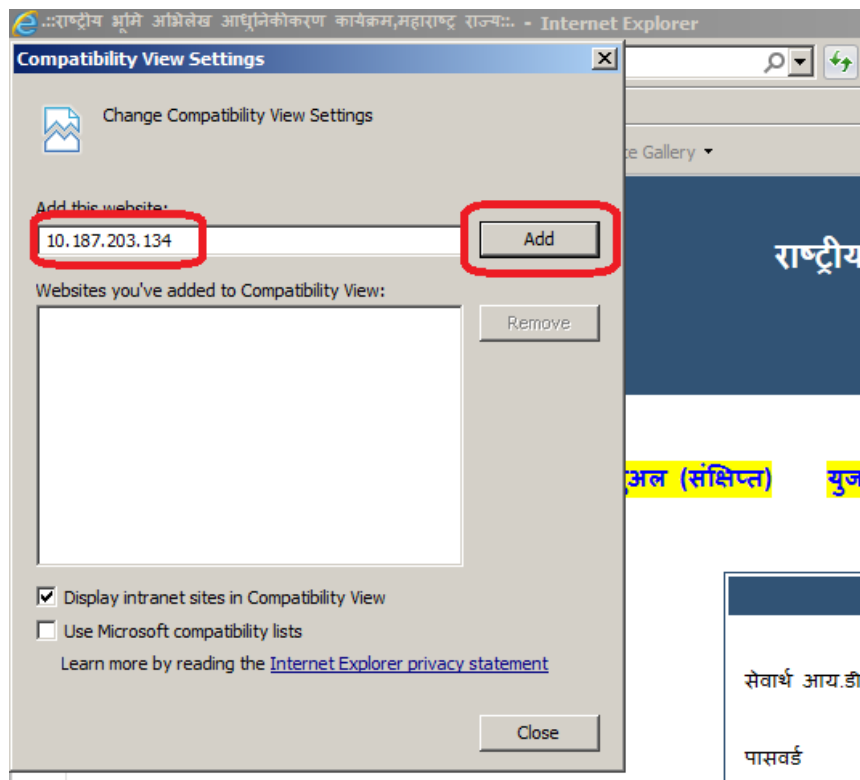 .::राष्ट्रीय भूमि अभिलेख आधुनिकीकरण कार्यक्रम,महाराष्ट्र राज्य::. - Internet Explorer
Compatibility View Settings
Change Compatibility View Settings
Gallery
Add this website:
10.187.203.134
Add
राष्ट्रीय
Websites you've added to Compatibility View:
Remove
(संक्षिप्त)
Display intranet sites in Compatibility View
Use Microsoft compatibility lists
Learn more by reading the Internet Explorer privacy statement
सेवार्थ आय.डी
Close
पासवर्ड